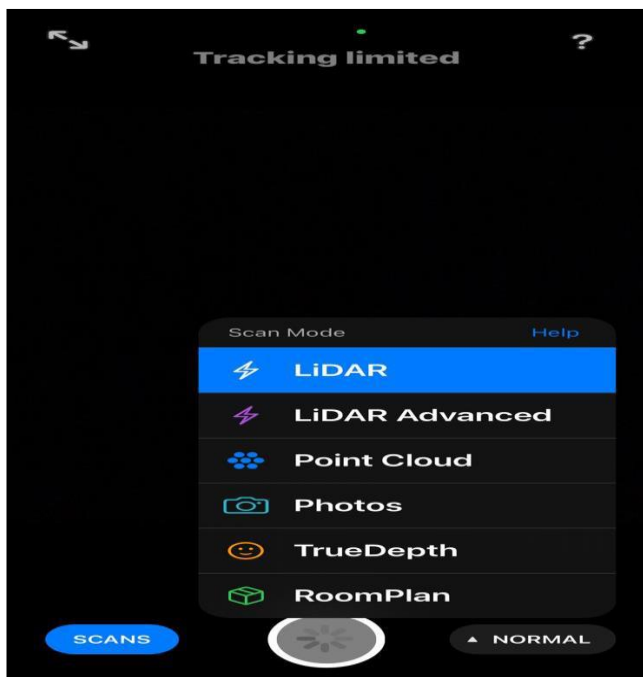 Tracking limited
?
Scan Mode Help
LiDAR
LiDAR Advanced
Point Cloud
Photos
TrueDepth
RoomPlan
SCANS
NORMAL